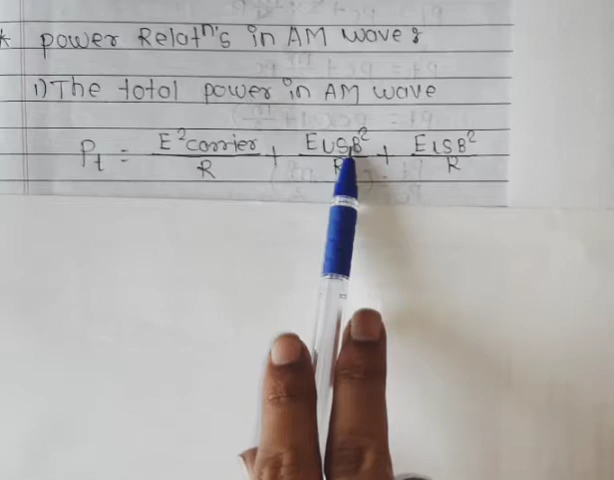 * power Relatⁿ's in AM wave :
1) The total power in AM wave
Pt = E²carrier/R + EUSB²/R + ELSB²/R